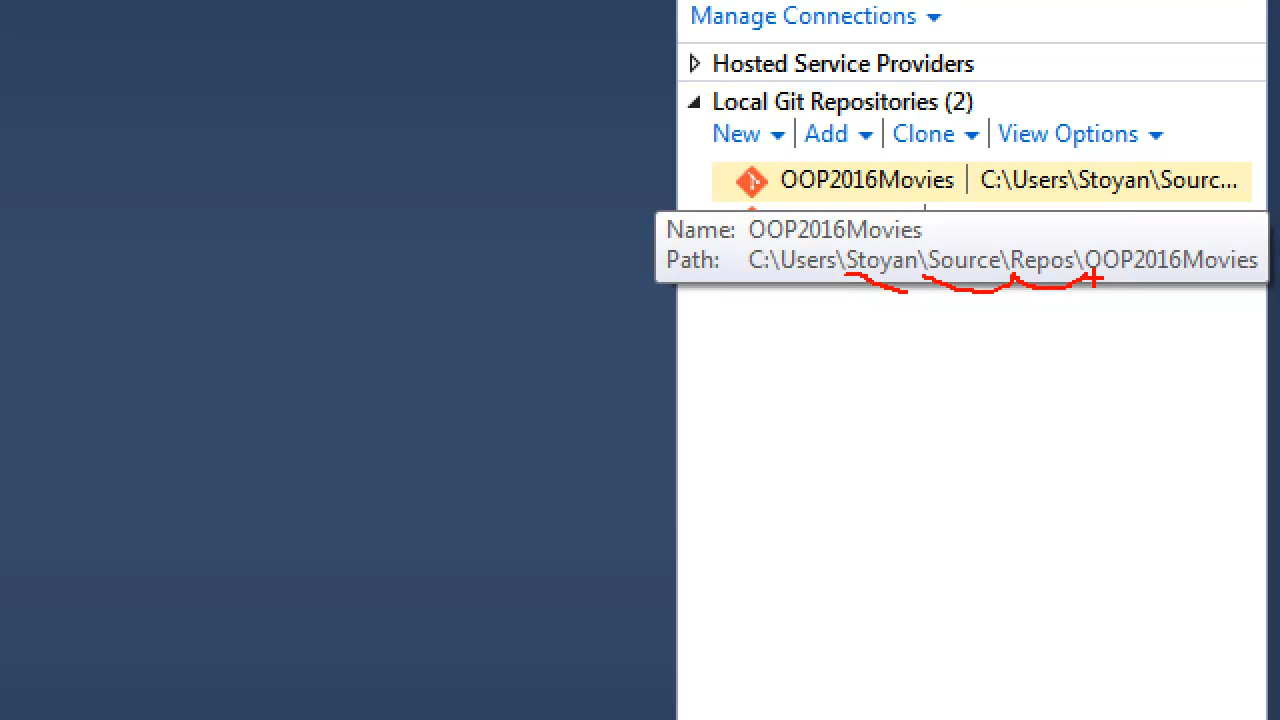 Manage Connections
Hosted Service Providers
Local Git Repositories (2)
New | Add | Clone | View Options
OOP2016Movies | C:\Users\Stoyan\Sourc...
Name: OOP2016Movies
Path: C:\Users\Stoyan\Source\Repos\OOP2016Movies